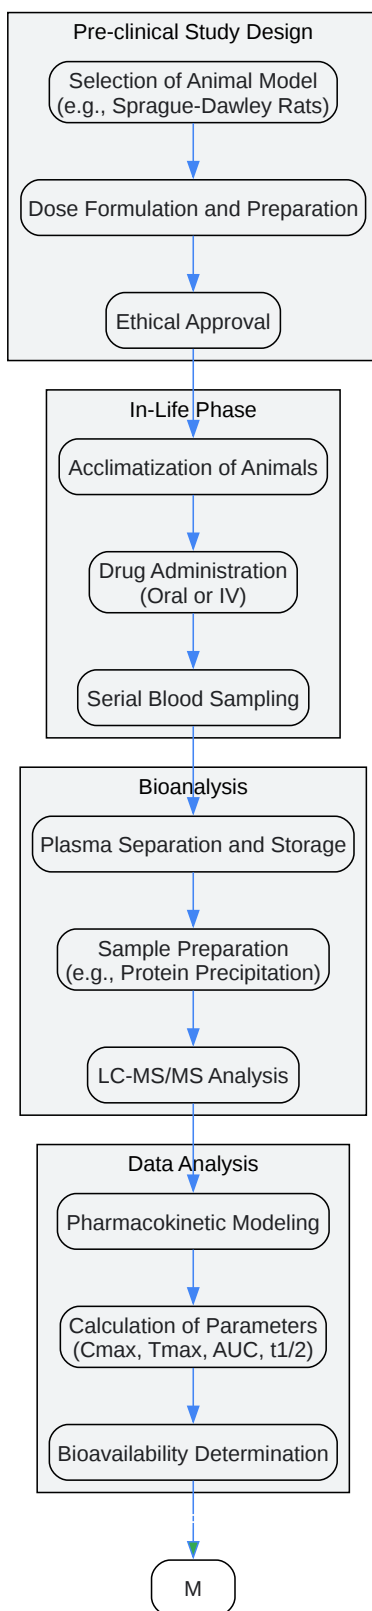 Pre-clinical Study Design
Selection of Animal Model
(e.g., Sprague-Dawley Rats)
Dose Formulation and Preparation
Ethical Approval
In-Life Phase
Acclimatization of Animals
Drug Administration
(Oral or IV)
Serial Blood Sampling
Bioanalysis
Plasma Separation and Storage
Sample Preparation
(e.g., Protein Precipitation)
LC-MS/MS Analysis
Data Analysis
Pharmacokinetic Modeling
Calculation of Parameters
(Cmax, Tmax, AUC, t1/2)
Bioavailability Determination
M